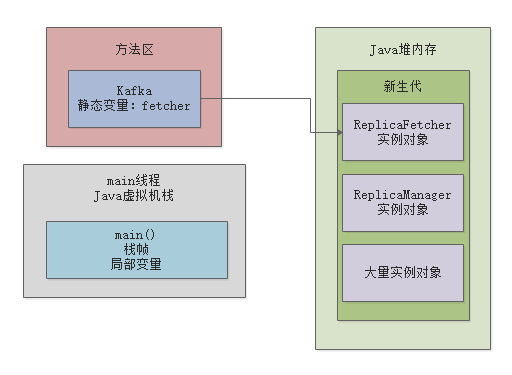 方法区
Kafka
静态变量：fetcher
main线程
Java虚拟机栈
main()
栈帧
局部变量
Java堆内存
新生代
ReplicaFetcher
实例对象
ReplicaManager
实例对象
大量实例对象